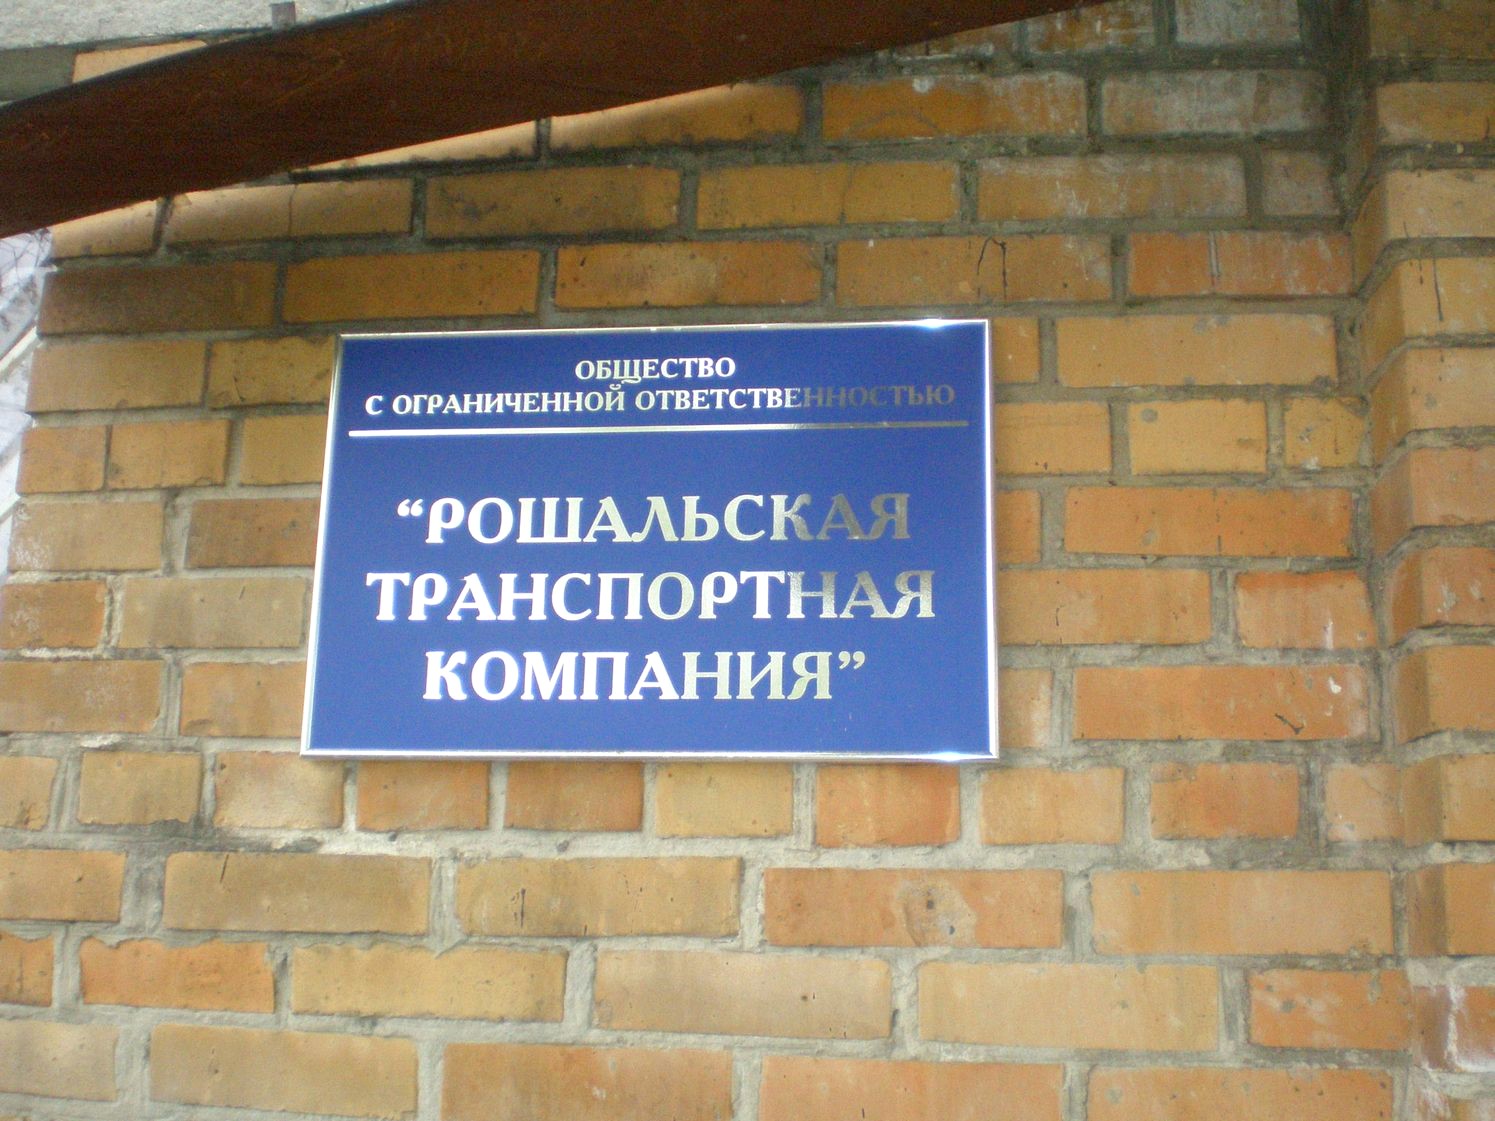 ОБЩЕСТВО
С ОГРАНИЧЕННОЙ ОТВЕТСТВЕННОСТЬЮ
“РОШАЛЬСКАЯ
ТРАНСПОРТНАЯ
КОМПАНИЯ”